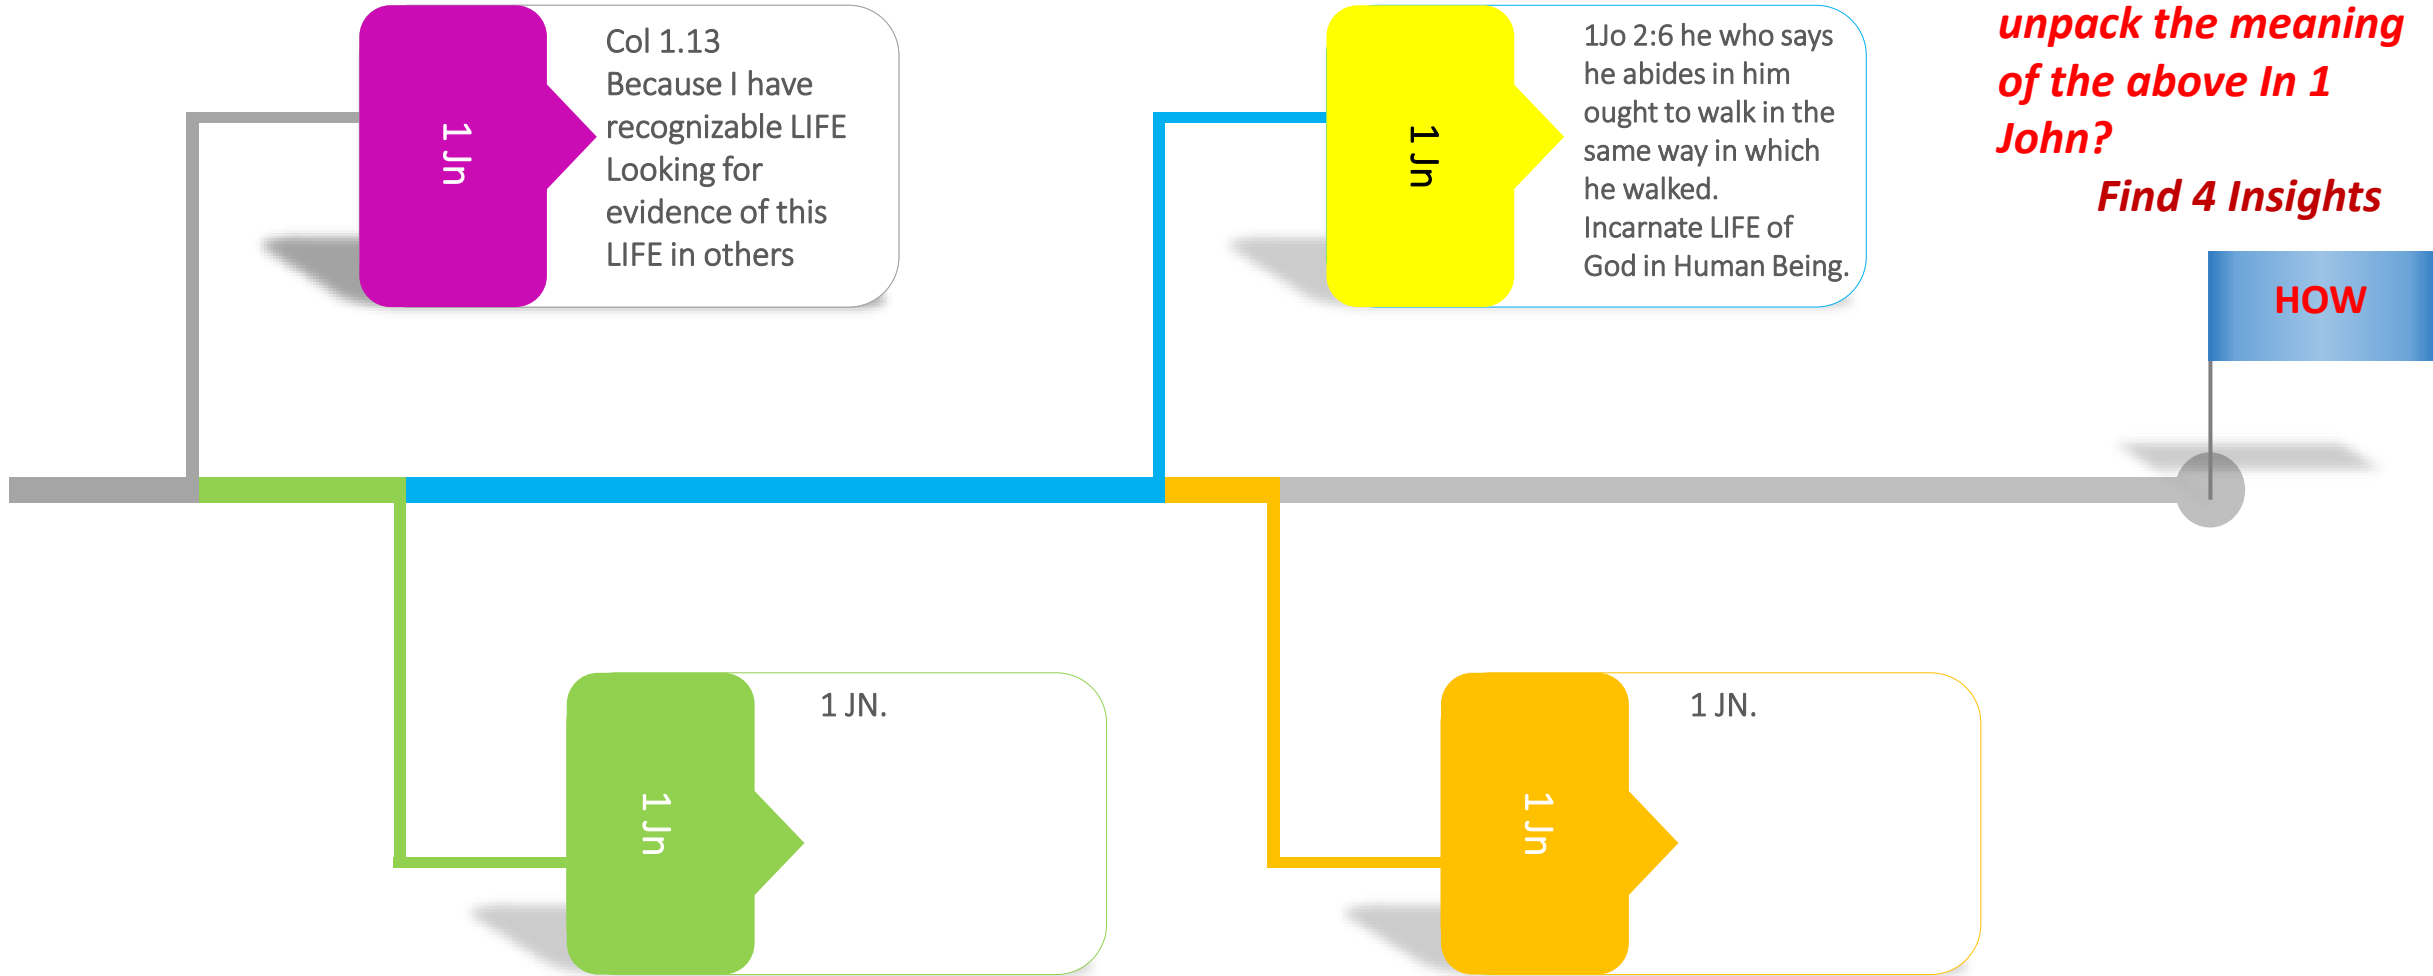 1 Jn
Col 1.13
Because I have
recognizable LIFE
Looking for
evidence of this
LIFE in others
1 Jn
1Jo 2:6 he who says
he abides in him
ought to walk in the
same way in which
he walked.
Incarnate LIFE of
God in Human Being.
unpack the meaning
of the above In 1
John?
Find 4 Insights
HOW
1 Jn
1 JN.
1 Jn
1 JN.